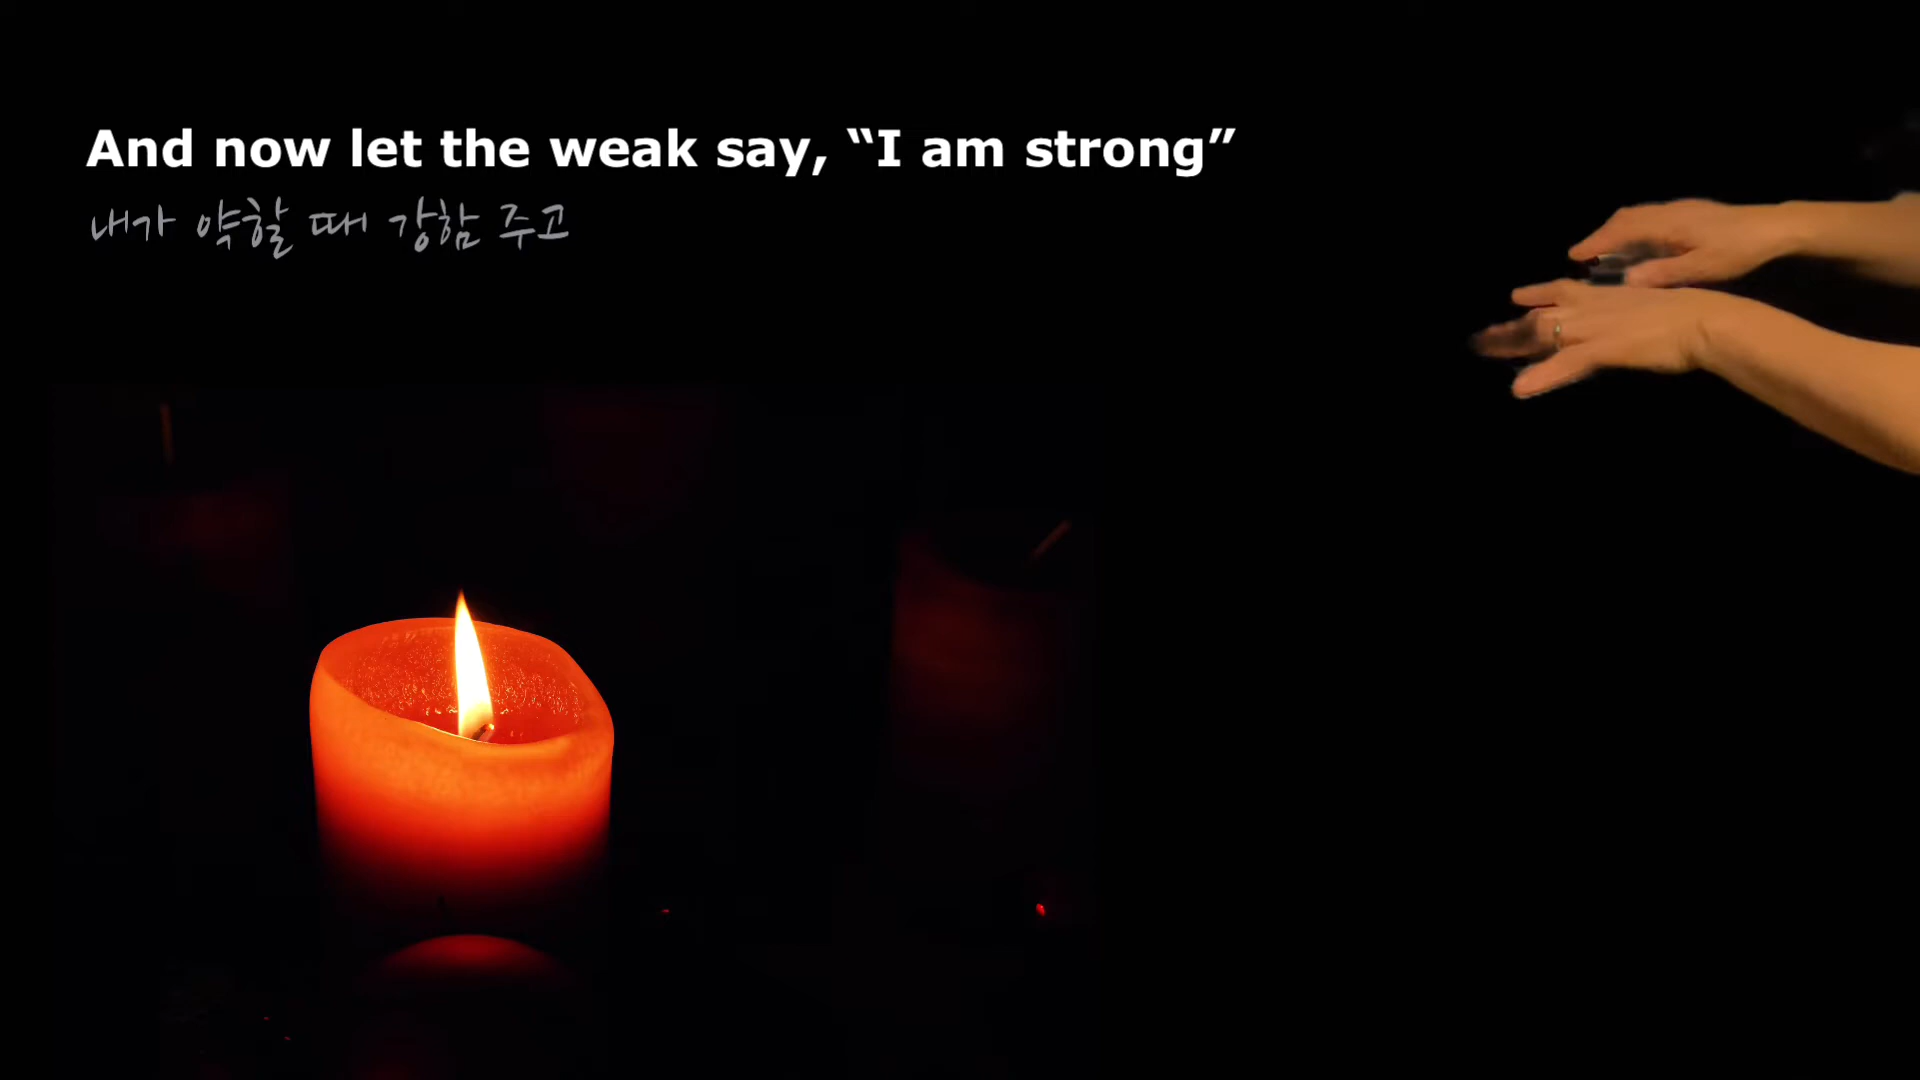 And now let the weak say, “I am strong”
내가 약할 때 강함 주고